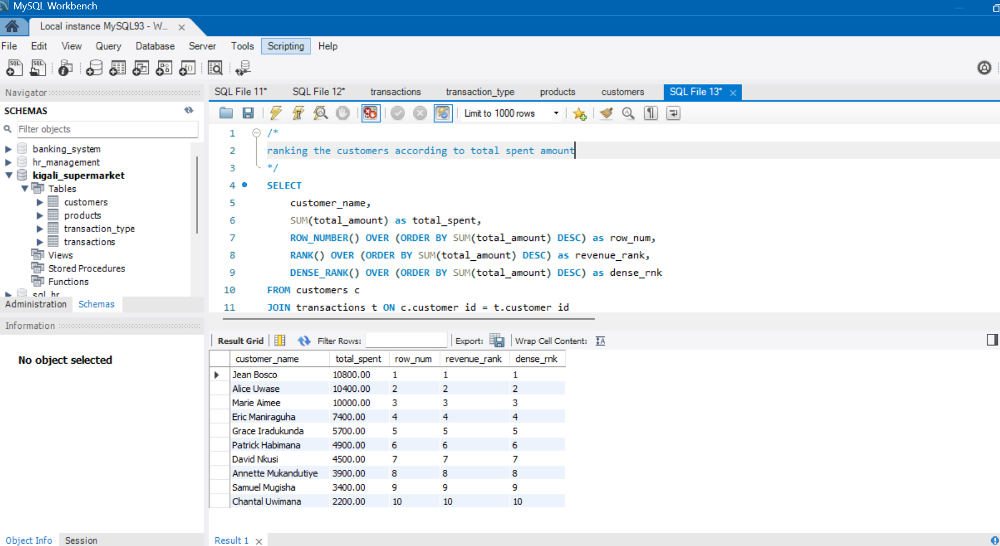 MySQL Workbench
Local instance MySQL93 - W...
File Edit View Query Database Server Tools Scripting Help
Navigator
SCHEMAS
Filter objects
banking_system
hr_management
kigali_supermarket
Tables
customers
products
transaction_type
transactions
Views
Stored Procedures
Functions
sql_hr
Administration Schemas
Information
No object selected
Object Info Session
SQL File 11* SQL File 12* transactions transaction_type products customers SQL File 13*
Limit to 1000 rows
1 /*
2 ranking the customers according to total spent amount
3 */
4 SELECT
5 customer_name,
6 SUM(total_amount) as total_spent,
7 ROW_NUMBER() OVER (ORDER BY SUM(total_amount) DESC) as row_num,
8 RANK() OVER (ORDER BY SUM(total_amount) DESC) as revenue_rank,
9 DENSE_RANK() OVER (ORDER BY SUM(total_amount) DESC) as dense_rnk
10 FROM customers c
11 JOIN transactions t ON c.customer_id = t.customer_id
Result Grid Filter Rows: Export: Wrap Cell Content:
customer_name total_spent row_num revenue_rank dense_rnk
Jean Bosco 10800.00 1 1 1
Alice Uwase 10400.00 2 2 2
Marie Aimee 10000.00 3 3 3
Eric Maniraguha 7400.00 4 4 4
Grace Iradukunda 5700.00 5 5 5
Patrick Habimana 4900.00 6 6 6
David Nkusi 4500.00 7 7 7
Annette Mukandutiye 3900.00 8 8 8
Samuel Mugisha 3400.00 9 9 9
Chantal Uwimana 2200.00 10 10 10
Result 1